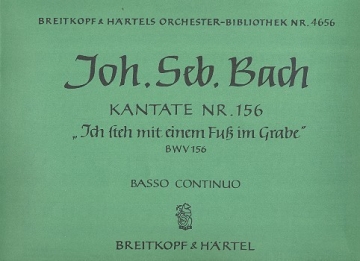 BREITKOPF & HÄRTELS ORCHESTER-BIBLIOTHEK NR. 4656
Joh. Seb. Bach
KANTATE NR. 156
„Ich steh mit einem Fuß im Grabe"
BWV 156
BASSO CONTINUO
BREITKOPF & HÄRTEL